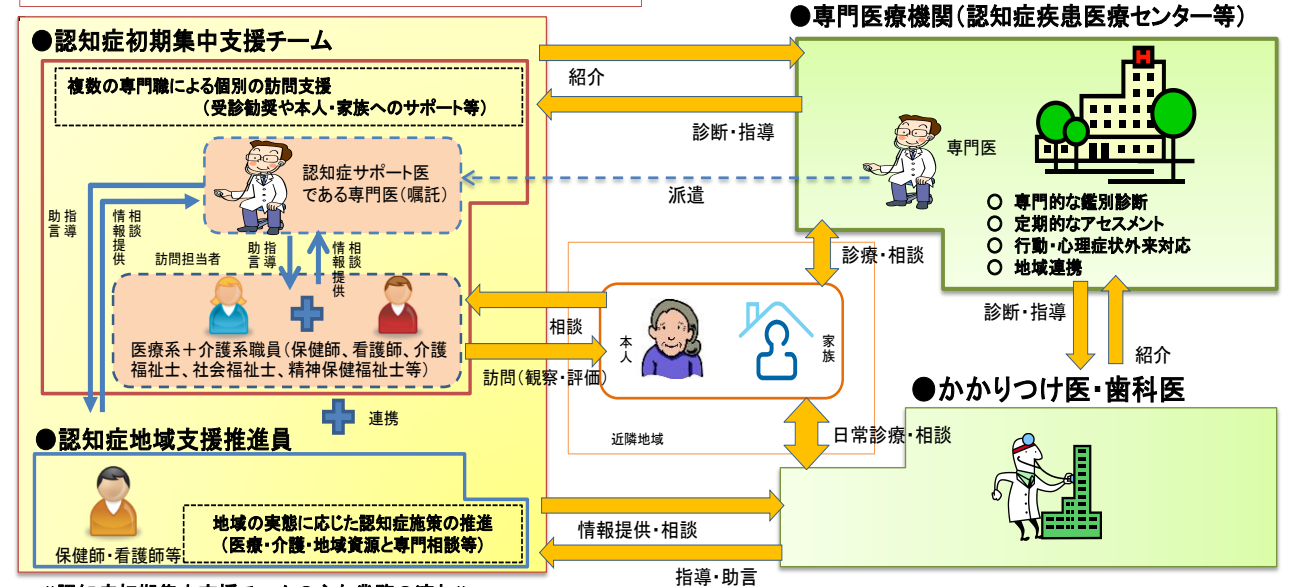 ●専門医療機関(認知症疾患医療センター等)
●認知症初期集中支援チーム
複数の専門職による個別の訪問支援
(受診勧奨や本人・家族へのサポート等)
紹介
診断・指導
H
専門医
認知症サポート医
である専門医(嘱託)
派遣
○ 専門的な鑑別診断
○ 定期的なアセスメント
○ 行動・心理症状外来対応
○ 地域連携
指導
助言
相談
情報提供
訪問担当者
指導
助言
相談
情報提供
診療・相談
相談
本人
家族
医療系+介護系職員(保健師、看護師、介護
福祉士、社会福祉士、精神保健福祉士等)
訪問(観察・評価)
診断・指導
紹介
●かかりつけ医・歯科医
連携
近隣地域
日常診療・相談
●認知症地域支援推進員
地域の実態に応じた認知症施策の推進
(医療・介護・地域資源と専門相談等)
保健師・看護師等
情報提供・相談
指導・助言